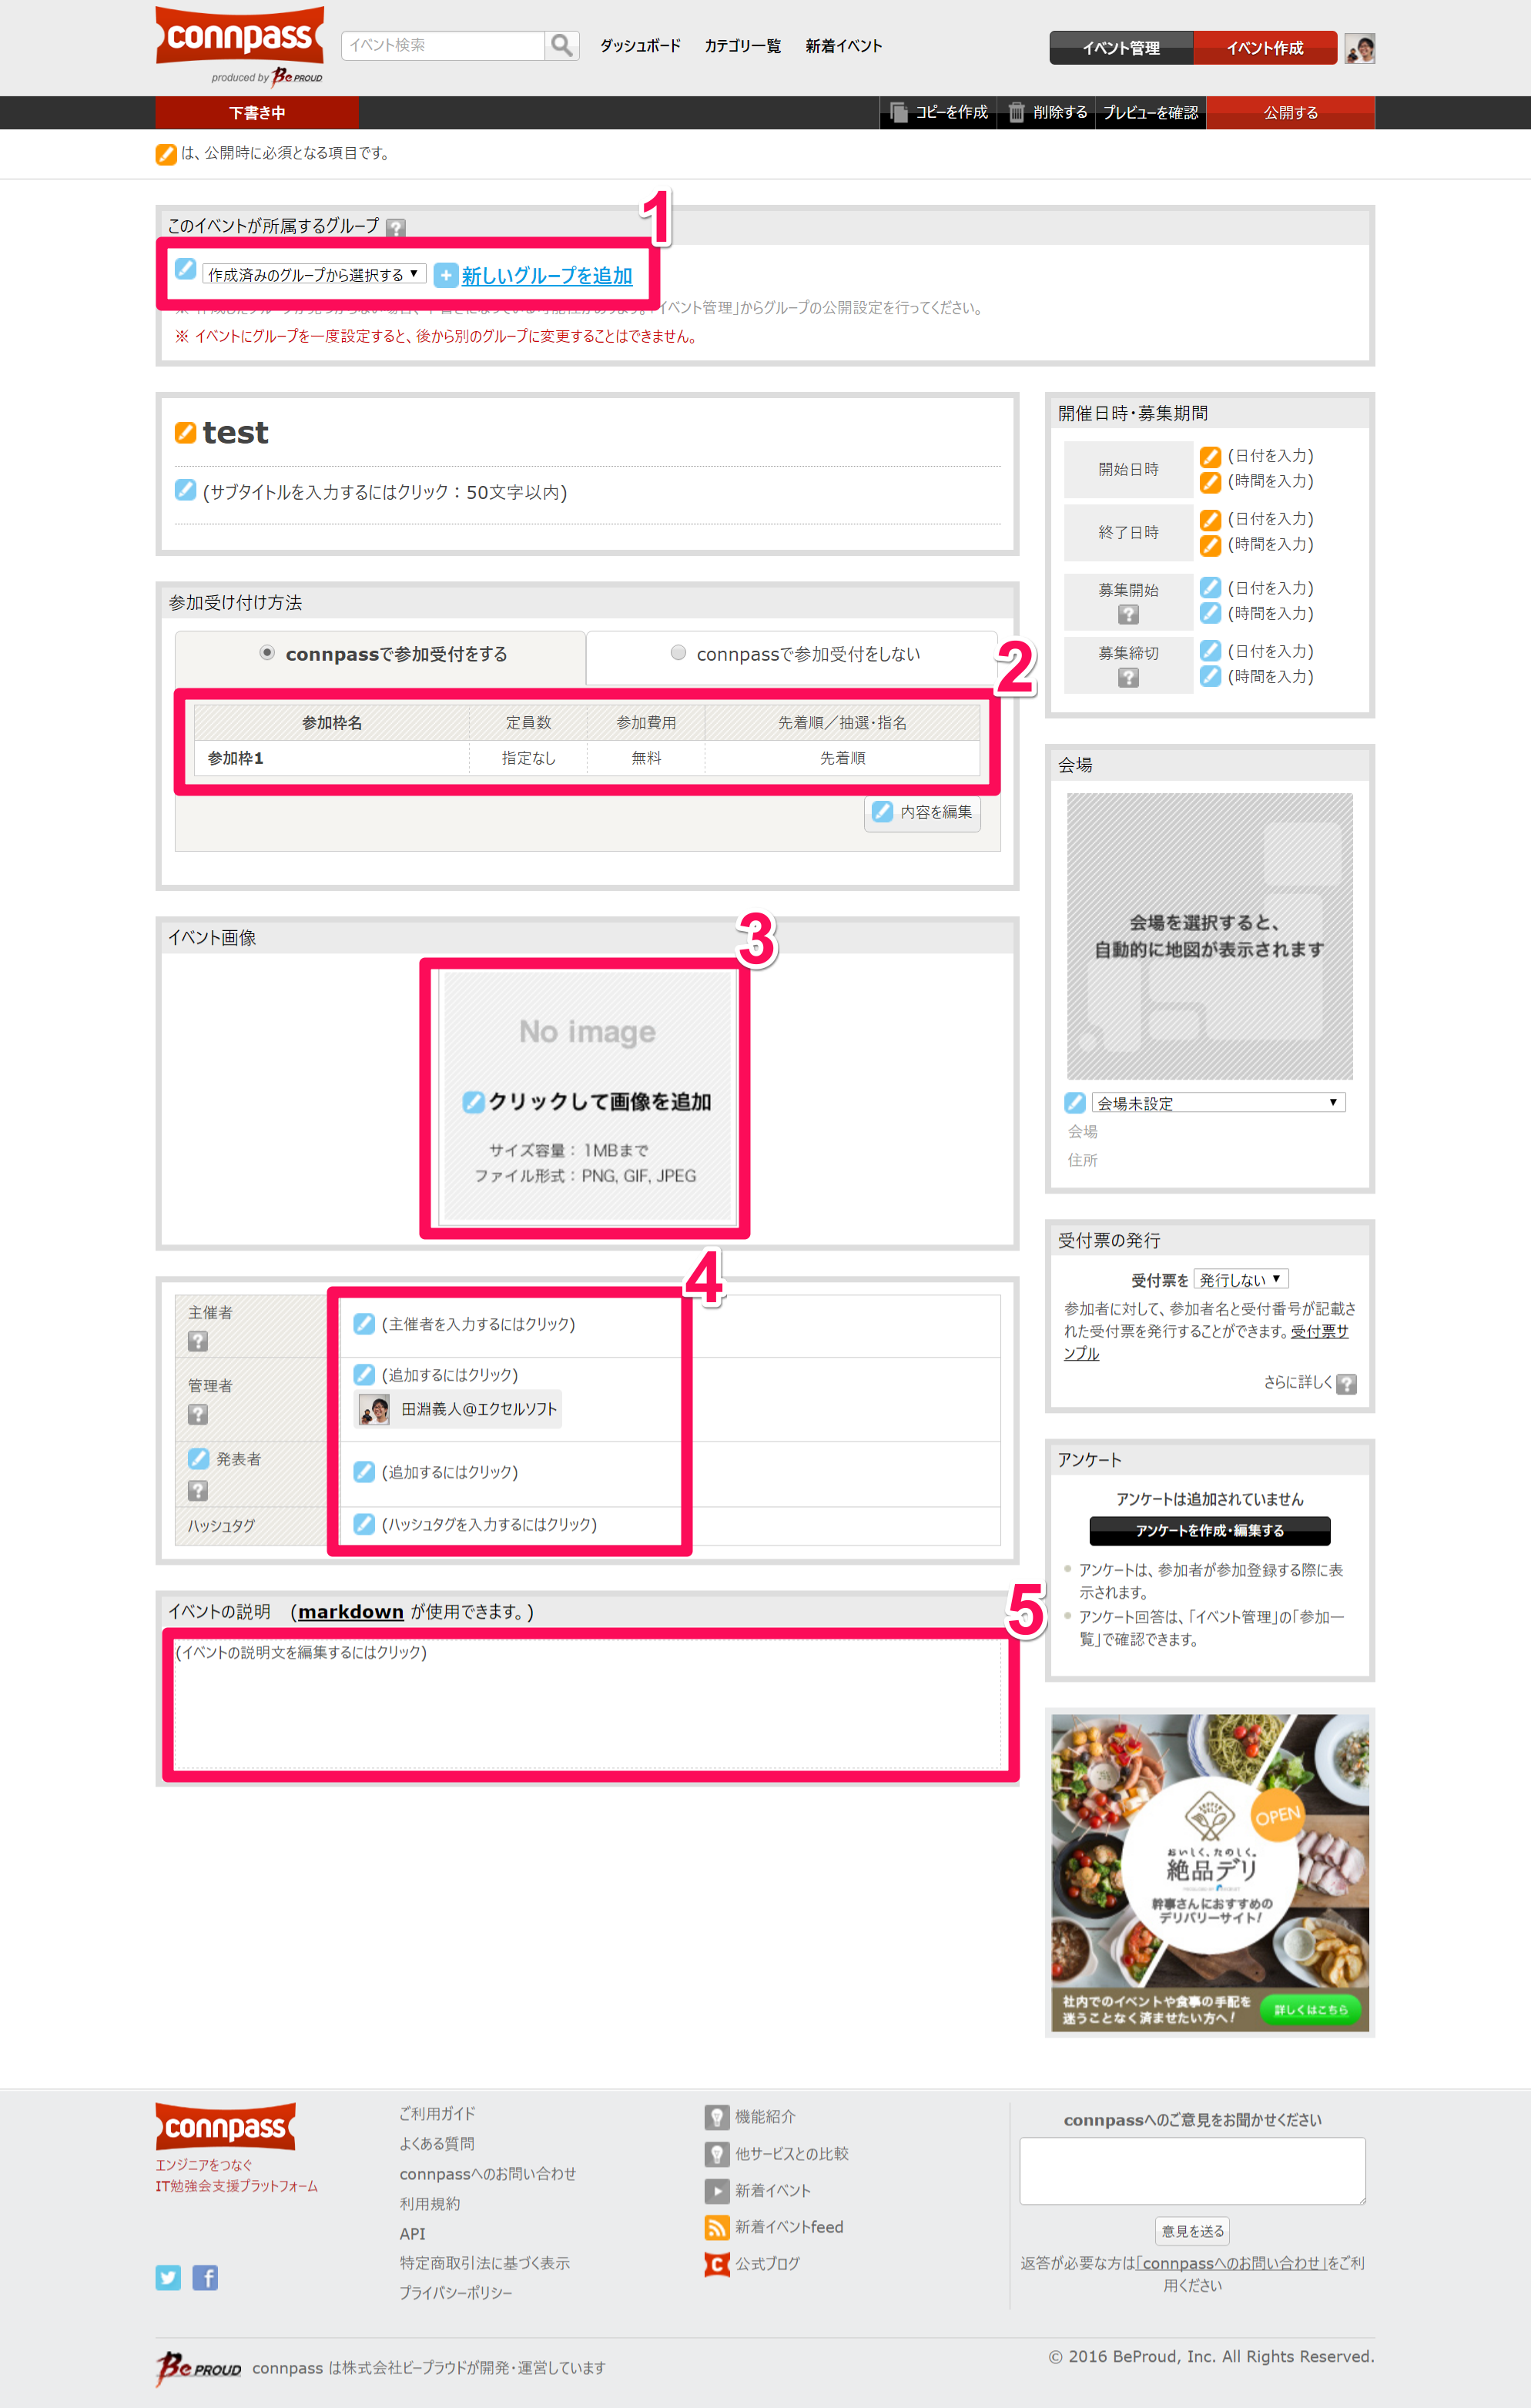 connpass
produced by Be PROUD
イベント検索
ダッシュボード
カテゴリ一覧
新着イベント
イベント管理
イベント作成
下書き中
コピーを作成
削除する
プレビューを確認
公開する
は、公開時に必須となる項目です。
1
このイベントが所属するグループ ?
作成済みのグループから選択する ▼
+ 新しいグループを追加
イベント管理」からグループの公開設定を行ってください。
※ イベントにグループを一度設定すると、後から別のグループに変更することはできません。
test
(サブタイトルを入力するにはクリック：50文字以内)
参加受け付け方法
connpassで参加受付をする
connpassで参加受付をしない
2
参加枠名 定員数 参加費用 先着順／抽選・指名
参加枠1 指定なし 無料 先着順
内容を編集
イベント画像
3
No image
クリックして画像を追加
サイズ容量：1MBまで
ファイル形式：PNG, GIF, JPEG
4
主催者
?
(主催者を入力するにはクリック)
管理者
?
(追加するにはクリック)
田淵義人@エクセルソフト
発表者
?
(追加するにはクリック)
ハッシュタグ
(ハッシュタグを入力するにはクリック)
5
イベントの説明 (markdown が使用できます。)
(イベントの説明文を編集するにはクリック)
開催日時・募集期間
開始日時
(日付を入力)
(時間を入力)
終了日時
(日付を入力)
(時間を入力)
募集開始
?
(日付を入力)
(時間を入力)
募集締切
?
(日付を入力)
(時間を入力)
会場
会場を選択すると、
自動的に地図が表示されます
会場未設定 ▼
会場
住所
受付票の発行
受付票を 発行しない ▼
参加者に対して、参加者名と受付番号が記載さ
れた受付票を発行することができます。受付票サ
ンプル
さらに詳しく ?
アンケート
アンケートは追加されていません
アンケートを作成・編集する
アンケートは、参加者が参加登録する際に表
示されます。
アンケート回答は、「イベント管理」の「参加一
覧」で確認できます。
OPEN
おいしく、たのしく。
絶品デリ
幹事さんにおすすめの
デリバリーサイト!
社内でのイベントや食事の手配を
迷うことなく済ませたい方へ!
詳しくはこちら
connpass
エンジニアをつなぐ
IT勉強会支援プラットフォーム
ご利用ガイド
よくある質問
connpassへのお問い合わせ
利用規約
API
特定商取引法に基づく表示
プライバシーポリシー
機能紹介
他サービスとの比較
新着イベント
新着イベントfeed
公式ブログ
connpassへのご意見をお聞かせください
意見を送る
返答が必要な方は「connpassへのお問い合わせ」をご利
用ください
Be PROUD connpass は株式会社ビープラウドが開発・運営しています
© 2016 BeProud, Inc. All Rights Reserved.